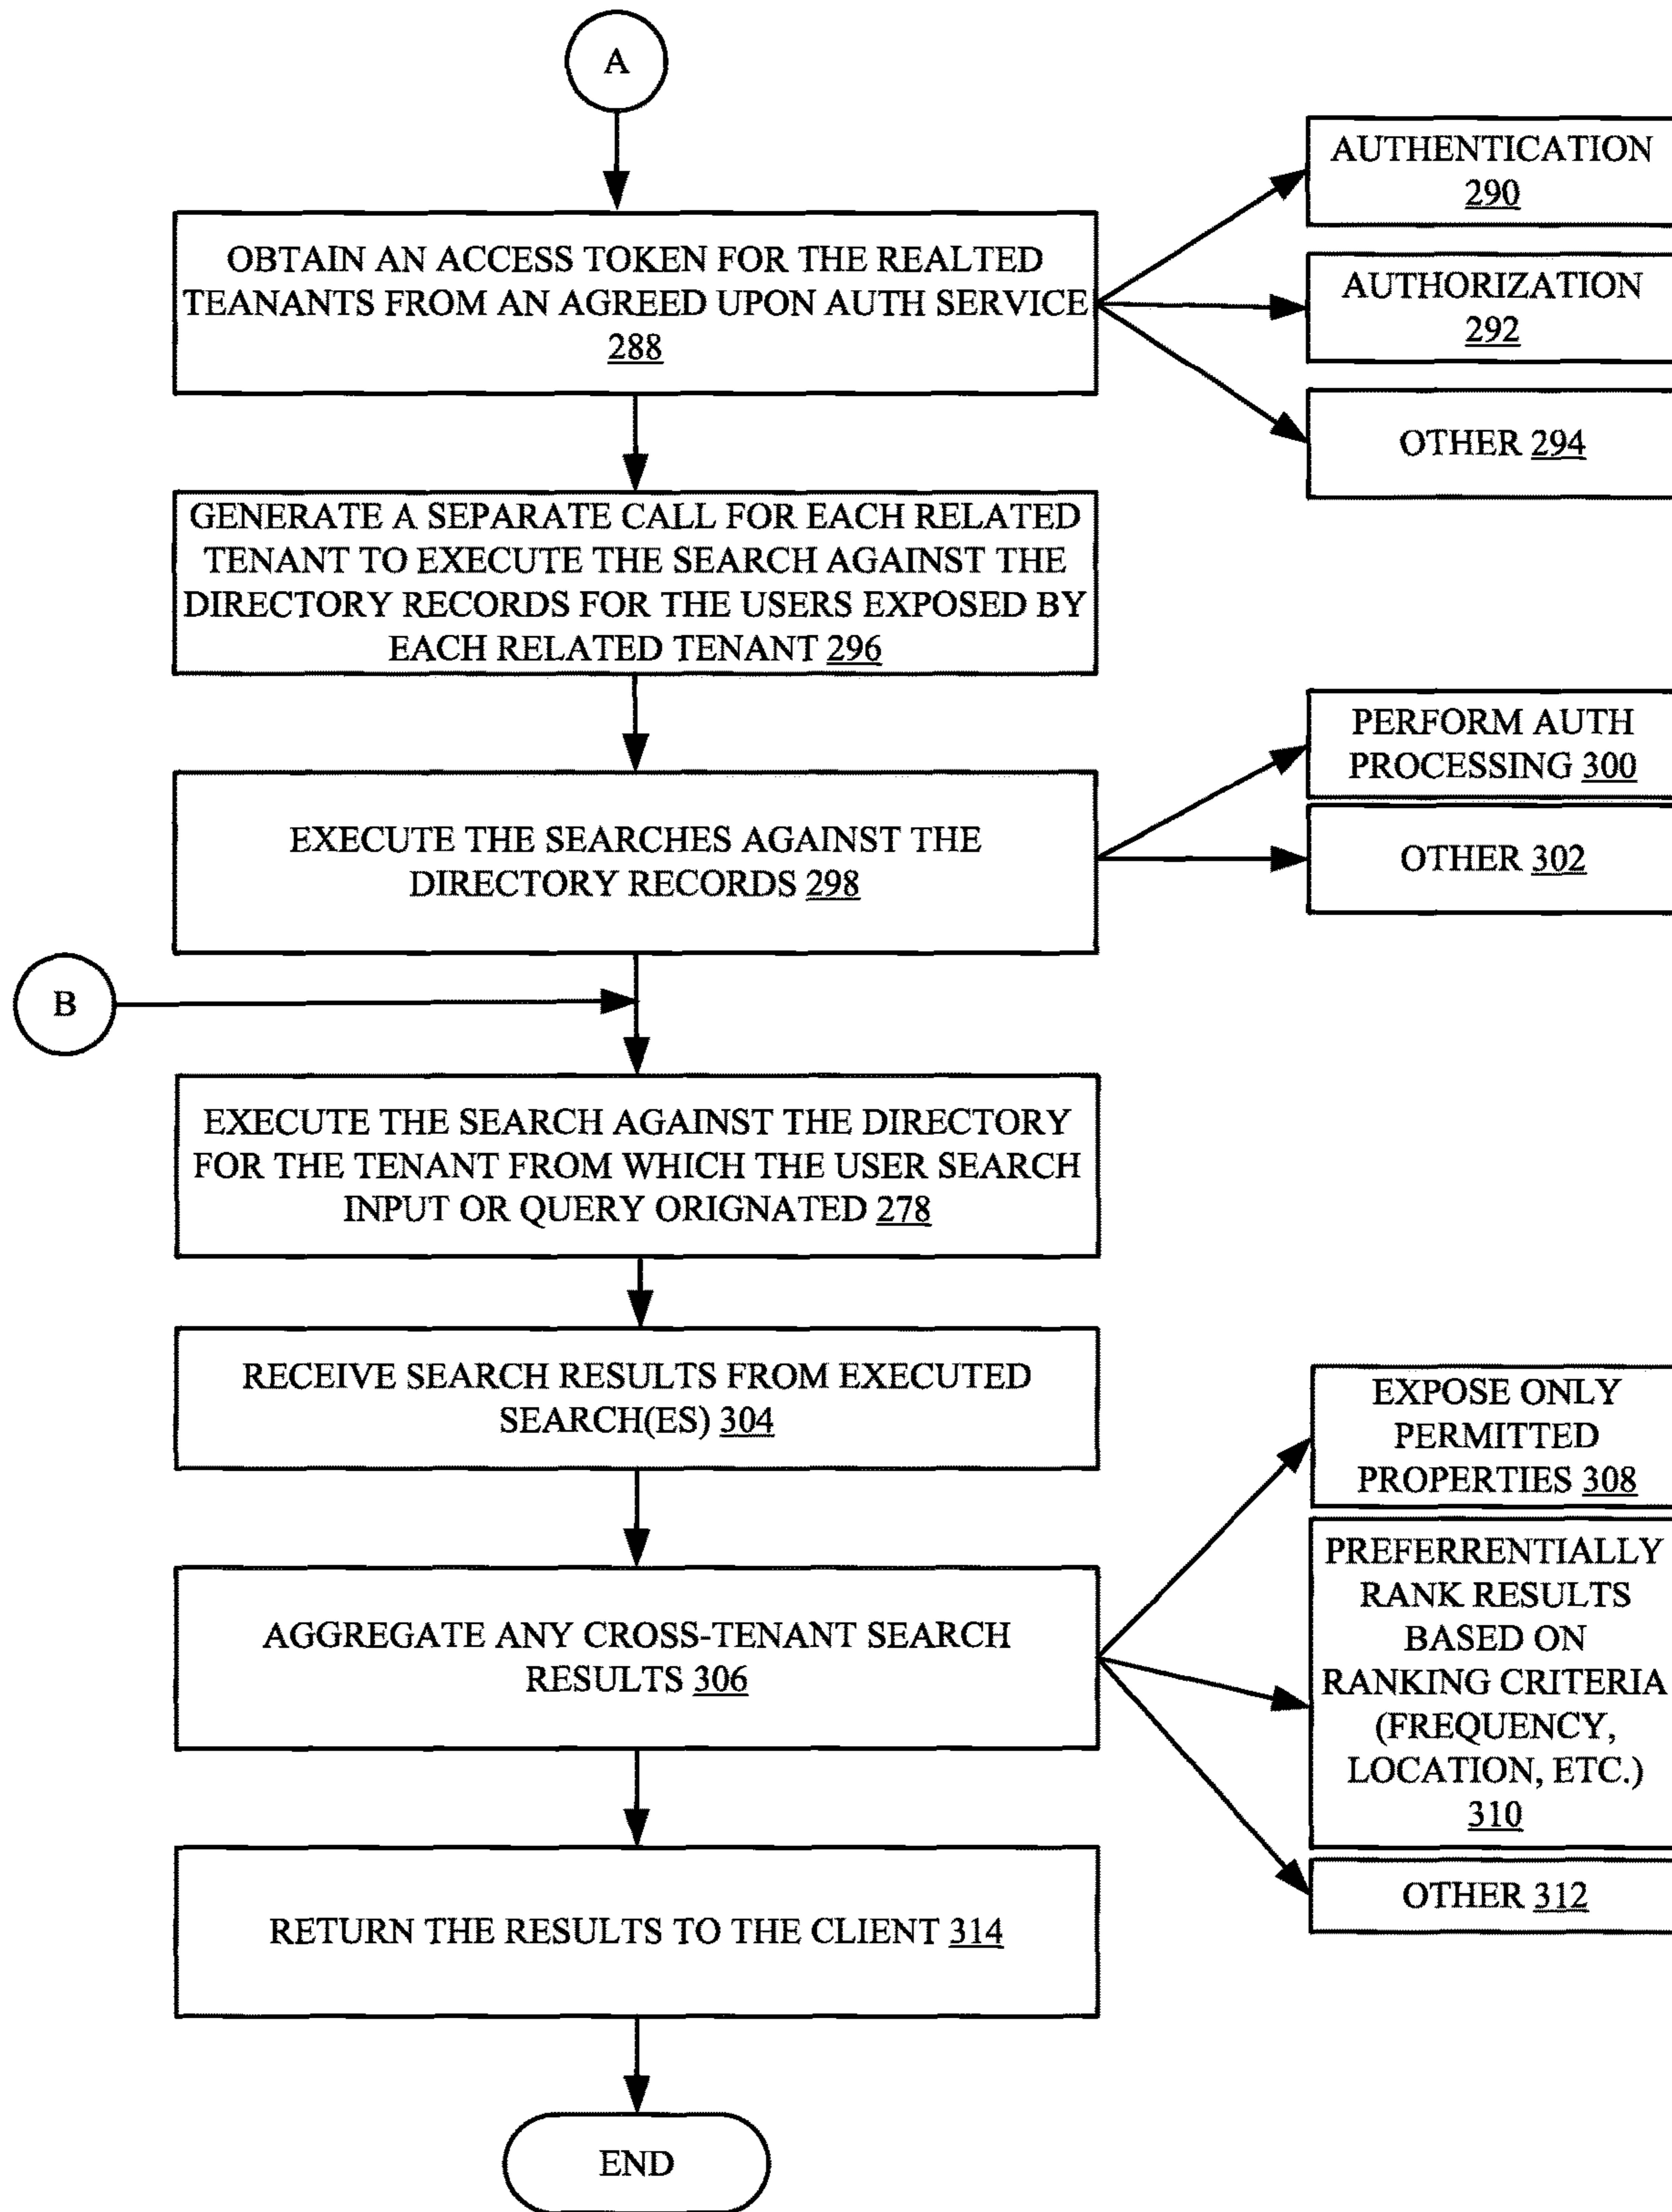 A
OBTAIN AN ACCESS TOKEN FOR THE REALTED
TEANANTS FROM AN AGREED UPON AUTH SERVICE
288
AUTHENTICATION
290
AUTHORIZATION
292
OTHER 294
GENERATE A SEPARATE CALL FOR EACH RELATED
TENANT TO EXECUTE THE SEARCH AGAINST THE
DIRECTORY RECORDS FOR THE USERS EXPOSED BY
EACH RELATED TENANT 296
EXECUTE THE SEARCHES AGAINST THE
DIRECTORY RECORDS 298
PERFORM AUTH
PROCESSING 300
OTHER 302
B
EXECUTE THE SEARCH AGAINST THE DIRECTORY
FOR THE TENANT FROM WHICH THE USER SEARCH
INPUT OR QUERY ORIGNATED 278
RECEIVE SEARCH RESULTS FROM EXECUTED
SEARCH(ES) 304
AGGREGATE ANY CROSS-TENANT SEARCH
RESULTS 306
EXPOSE ONLY
PERMITTED
PROPERTIES 308
PREFERRENTIALLY
RANK RESULTS
BASED ON
RANKING CRITERIA
(FREQUENCY,
LOCATION, ETC.)
310
OTHER 312
RETURN THE RESULTS TO THE CLIENT 314
END